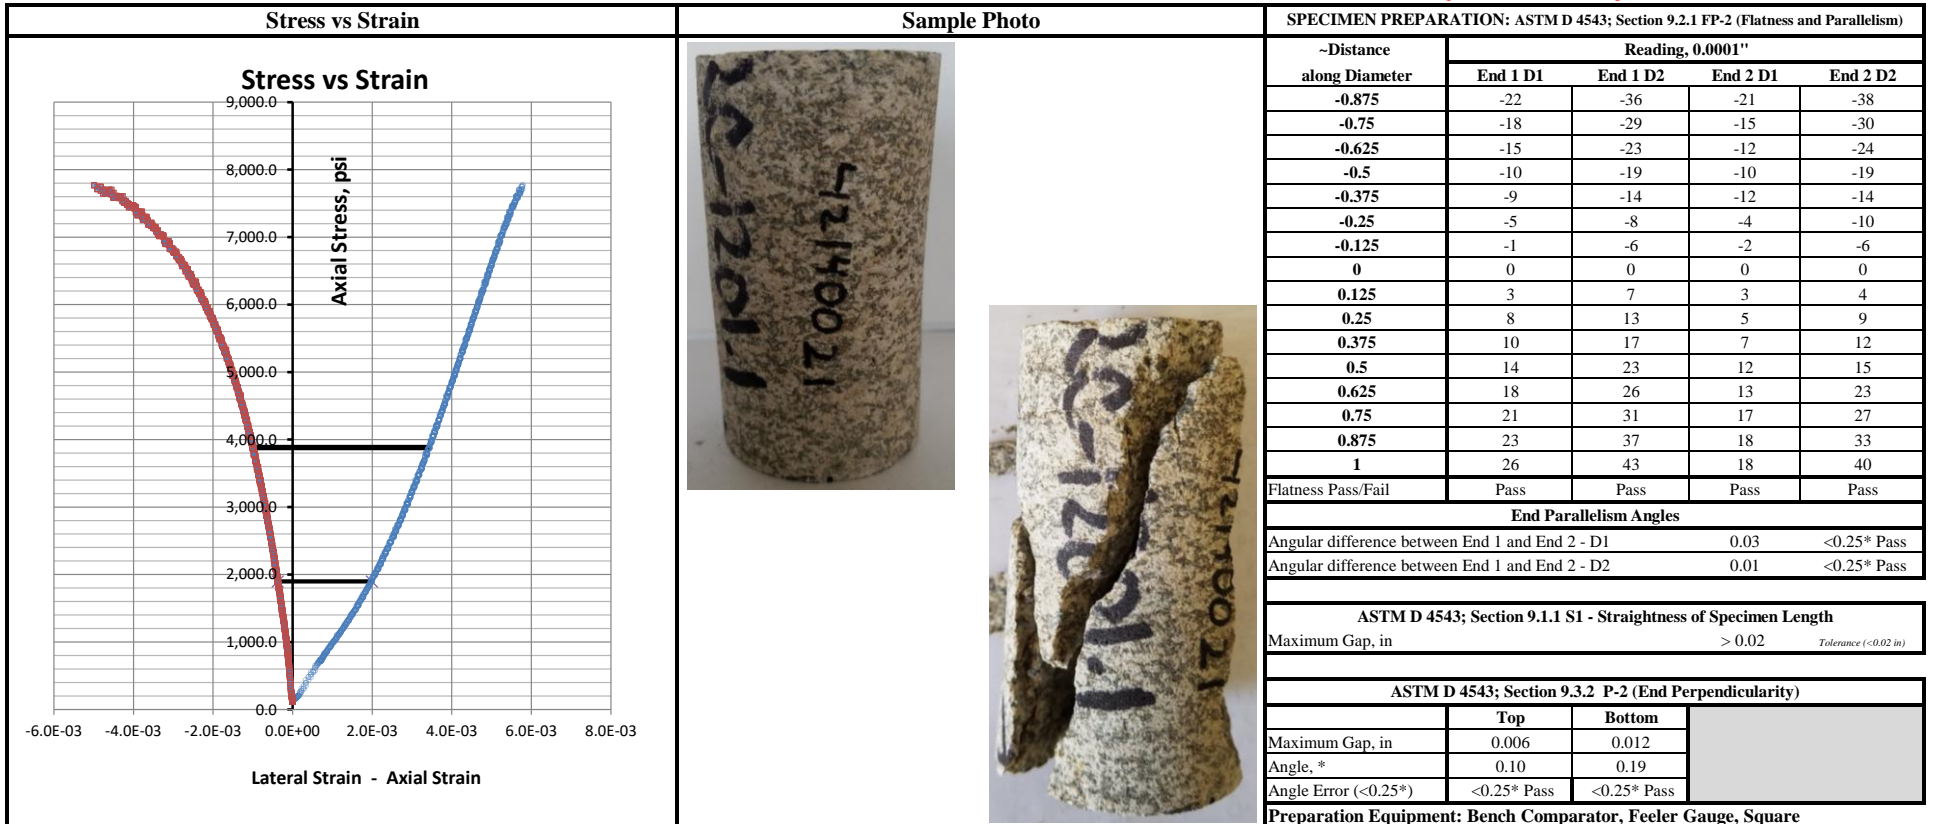 Stress vs Strain
Stress vs Strain
9,000.0
8,000.0
7,000.0
6,000.0
5,000.0
4,000.0
3,000.0
2,000.0
1,000.0
0.0
Axial Stress, psi
-6.0E-03 -4.0E-03 -2.0E-03 0.0E+00 2.0E-03 4.0E-03 6.0E-03 8.0E-03
Lateral Strain - Axial Strain
Sample Photo
42140021
SPECIMEN PREPARATION: ASTM D 4543; Section 9.2.1 FP-2 (Flatness and Parallelism)
~Distance Reading, 0.0001"
along Diameter End 1 D1 End 1 D2 End 2 D1 End 2 D2
-0.875 -22 -36 -21 -38
-0.75 -18 -29 -15 -30
-0.625 -15 -23 -12 -24
-0.5 -10 -19 -10 -19
-0.375 -9 -14 -12 -14
-0.25 -5 -8 -4 -10
-0.125 -1 -6 -2 -6
0 0 0 0 0
0.125 3 7 3 4
0.25 8 13 5 9
0.375 10 17 7 12
0.5 14 23 12 15
0.625 18 26 13 23
0.75 21 31 17 27
0.875 23 37 18 33
1 26 43 18 40
Flatness Pass/Fail Pass Pass Pass Pass
End Parallelism Angles
Angular difference between End 1 and End 2 - D1 0.03 <0.25* Pass
Angular difference between End 1 and End 2 - D2 0.01 <0.25* Pass
ASTM D 4543; Section 9.1.1 S1 - Straightness of Specimen Length
Maximum Gap, in > 0.02 Tolerance (<0.02 in)
ASTM D 4543; Section 9.3.2 P-2 (End Perpendicularity)
Top Bottom
Maximum Gap, in 0.006 0.012
Angle, * 0.10 0.19
Angle Error (<0.25*) <0.25* Pass <0.25* Pass
Preparation Equipment: Bench Comparator, Feeler Gauge, Square